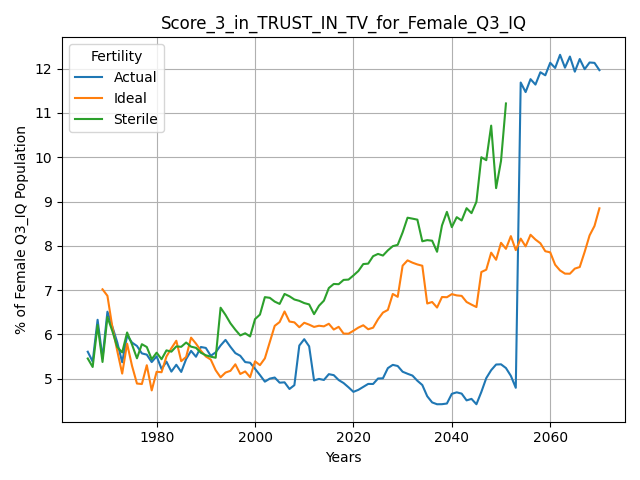 Score_3_in_TRUST_IN_TV_for_Female_Q3_IQ
Fertility
Actual
Ideal
Sterile
% of Female Q3_IQ Population
12
11
10
9
8
7
6
5
1980
2000
2020
2040
2060
Years